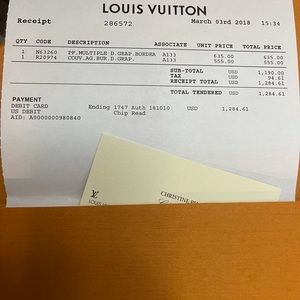 LOUIS VUITTON
Receipt 286572 March 03rd 2018 15:34
QTY CODE DESCRIPTION ASSOCIATE UNIT PRICE TOTAL PRICE
1 N63260 PF.MULTIPLE D.GRAP.BORDEA A133 635.00 635.00
1 R20974 COUV.AG.BUR.D.GRAP. A133 555.00 555.00
SUB-TOTAL USD 1,190.00
TAX USD 94.61
RECEIPT TOTAL USD 1,284.61
TOTAL TENDERED USD 1,284.61
PAYMENT
DEBIT CARD Ending 1747 Auth 181010 USD 1,284.61
US DEBIT Chip Read
AID: A0000000980840
LV
LOUIS
CHRISTINE